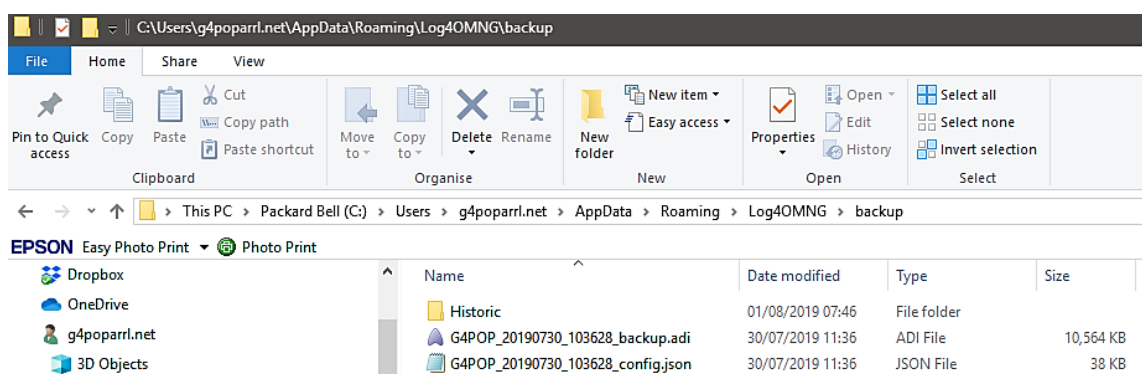 C:\Users\g4poparrl.net\AppData\Roaming\Log4OMNG\backup
File Home Share View
Pin to Quick access
Copy
Paste
Cut
Copy path
Paste shortcut
Clipboard
Move to
Copy to
Delete
Rename
Organise
New folder
New item
Easy access
New
Properties
Open
Edit
History
Open
Select all
Select none
Invert selection
Select
This PC > Packard Bell (C:) > Users > g4poparrl.net > AppData > Roaming > Log4OMNG > backup
EPSON Easy Photo Print Photo Print
Dropbox
OneDrive
g4poparrl.net
3D Objects
Name Date modified Type Size
Historic 01/08/2019 07:46 File folder
G4POP_20190730_103628_backup.adi 30/07/2019 11:36 ADI File 10,564 KB
G4POP_20190730_103628_config.json 30/07/2019 11:36 JSON File 38 KB